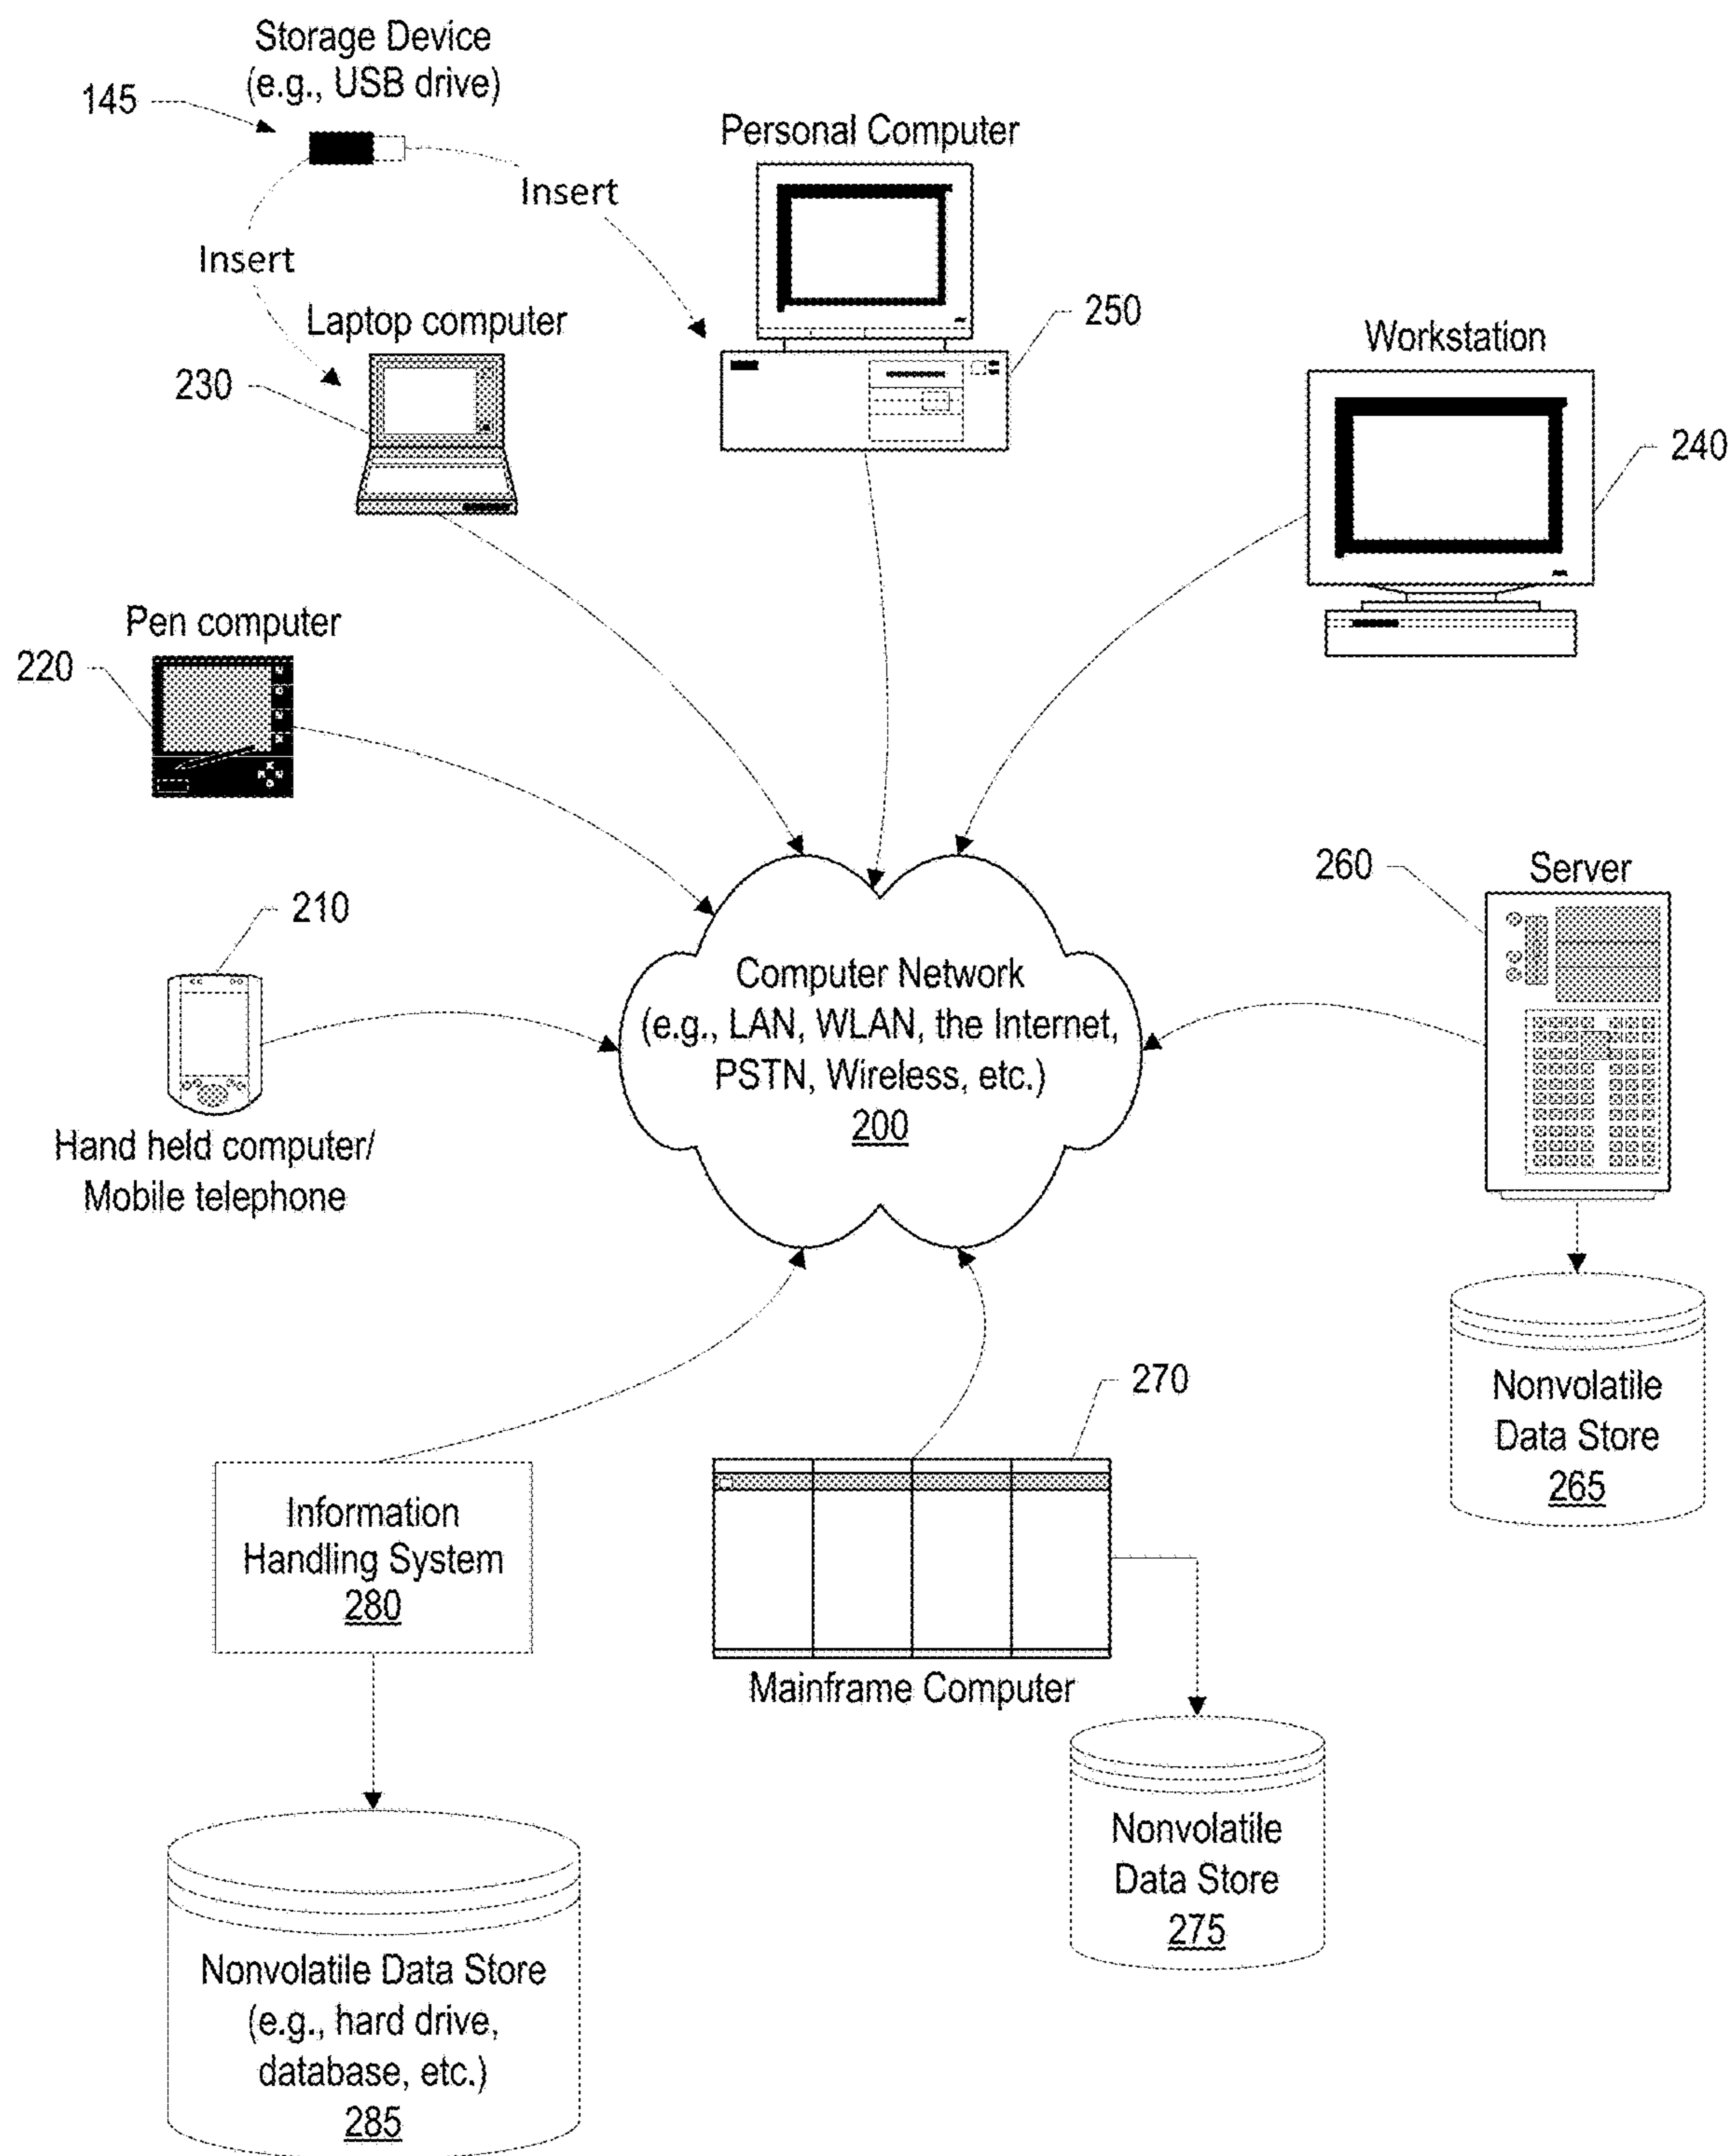 Storage Device
(e.g., USB drive)
145
Insert
Insert
Personal Computer
250
Laptop computer
230
Workstation
240
Pen computer
220
210
Hand held computer/
Mobile telephone
Computer Network
(e.g., LAN, WLAN, the Internet,
PSTN, Wireless, etc.)
200
260
Server
Nonvolatile
Data Store
265
270
Mainframe Computer
Information
Handling System
280
Nonvolatile
Data Store
275
Nonvolatile Data Store
(e.g., hard drive,
database, etc.)
285